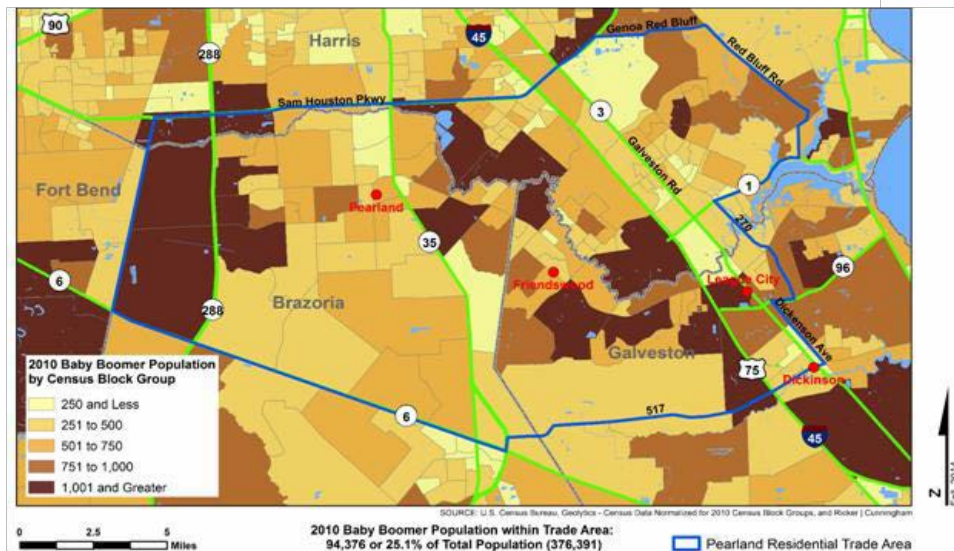 90
288
Harris
45
Genoa Red Bluff
Red Bluff Rd
Sam Houston Pkwy
3
Galveston Rd
Fort Bend
Pearland
1
270
35
6
Brazoria
288
Friendswood
League City
96
Dickenson Ave
Galveston
75
Dickinson
6
517
45
2010 Baby Boomer Population
by Census Block Group
250 and Less
251 to 500
501 to 750
751 to 1,000
1,001 and Greater
N
SOURCE: U.S. Census Bureau, Geolytics - Census Data Normalized for 2010 Census Block Groups, and Ricker | Cunningham
0 2.5 5
Miles
2010 Baby Boomer Population within Trade Area:
94,376 or 25.1% of Total Population (376,391)
Pearland Residential Trade Area